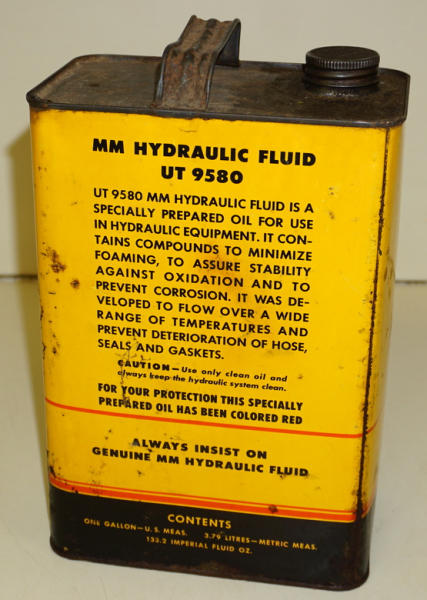 MM HYDRAULIC FLUID
UT 9580
UT 9580 MM HYDRAULIC FLUID IS A
SPECIALLY PREPARED OIL FOR USE
IN HYDRAULIC EQUIPMENT. IT CON-
TAINS COMPOUNDS TO MINIMIZE
FOAMING, TO ASSURE STABILITY
AGAINST OXIDATION AND TO
PREVENT CORROSION. IT WAS DE-
VELOPED TO FLOW OVER A WIDE
RANGE OF TEMPERATURES AND
PREVENT DETERIORATION OF HOSE,
SEALS AND GASKETS.
CAUTION—Use only clean oil and
always keep the hydraulic system clean.
FOR YOUR PROTECTION THIS SPECIALLY
PREPARED OIL HAS BEEN COLORED RED
ALWAYS INSIST ON
GENUINE MM HYDRAULIC FLUID
CONTENTS
ONE GALLON—U.S. MEAS. 3.79 LITRES—METRIC MEAS.
133.2 IMPERIAL FLUID OZ.